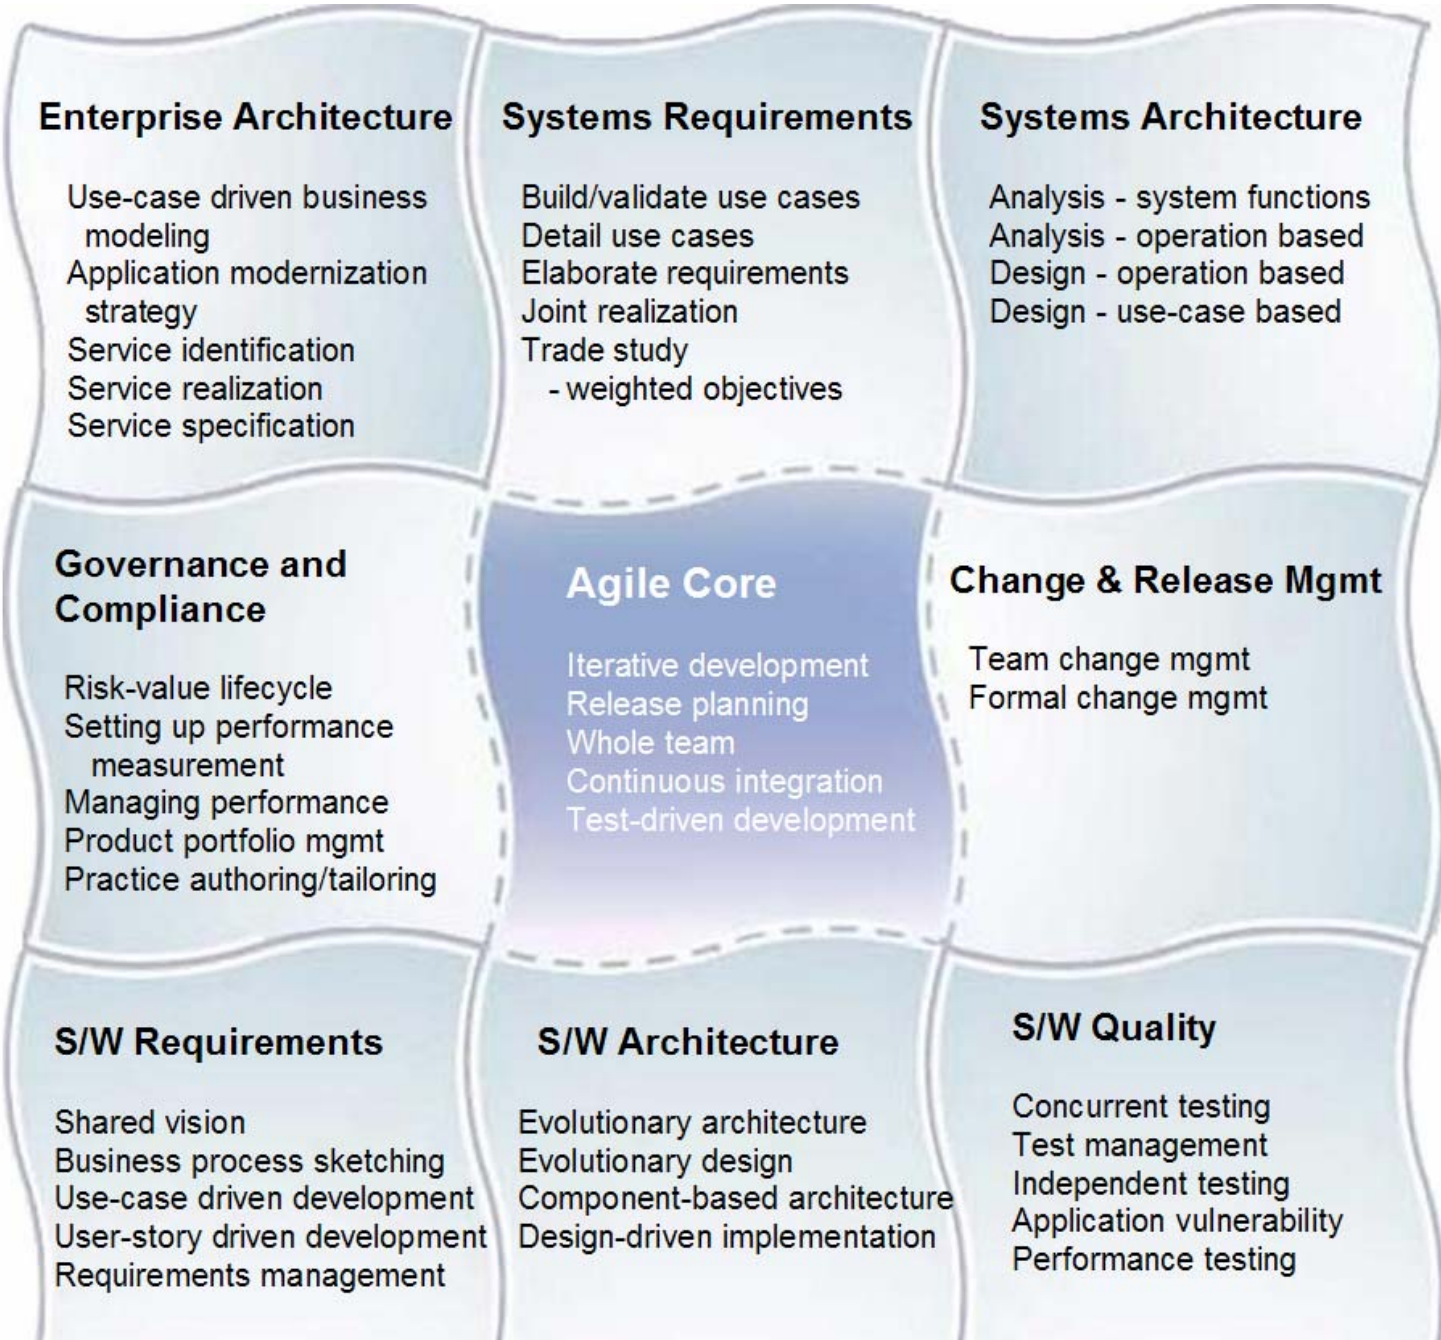 Enterprise Architecture
Use-case driven business
modeling
Application modernization
strategy
Service identification
Service realization
Service specification
Systems Requirements
Build/validate use cases
Detail use cases
Elaborate requirements
Joint realization
Trade study
- weighted objectives
Systems Architecture
Analysis - system functions
Analysis - operation based
Design - operation based
Design - use-case based
Governance and
Compliance
Risk-value lifecycle
Setting up performance
measurement
Managing performance
Product portfolio mgmt
Practice authoring/tailoring
Agile Core
Iterative development
Release planning
Whole team
Continuous integration
Test-driven development
Change & Release Mgmt
Team change mgmt
Formal change mgmt
S/W Requirements
Shared vision
Business process sketching
Use-case driven development
User-story driven development
Requirements management
S/W Architecture
Evolutionary architecture
Evolutionary design
Component-based architecture
Design-driven implementation
S/W Quality
Concurrent testing
Test management
Independent testing
Application vulnerability
Performance testing